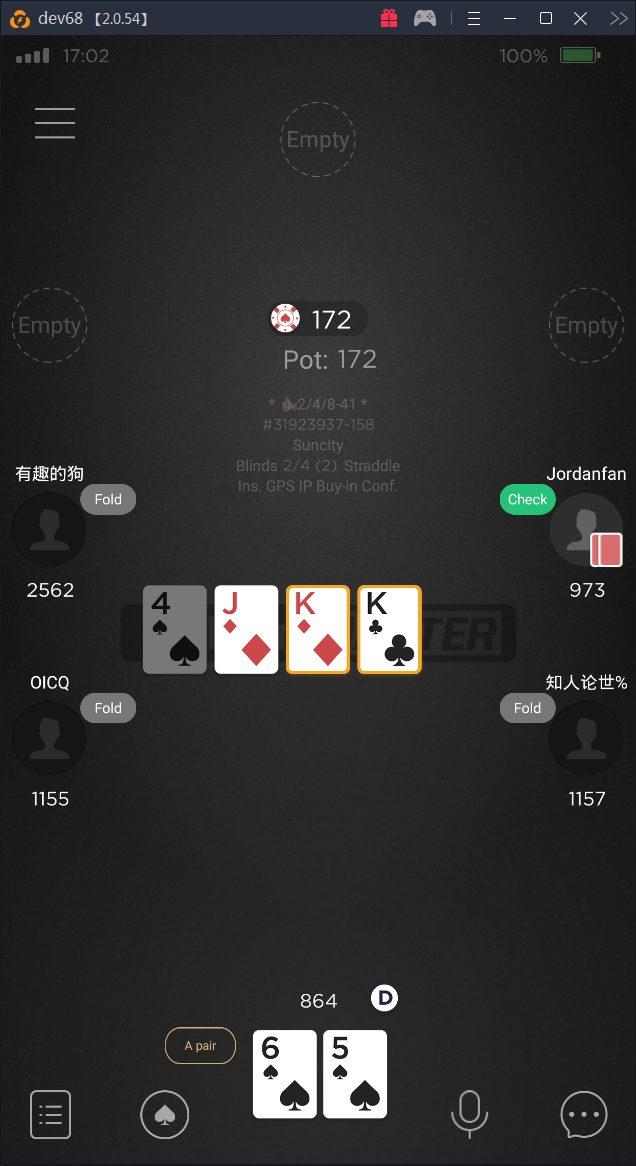 dev68 【2.0.54】
17:02
100%
Empty
Empty
Empty
172
Pot: 172
* 2/4/8-41 *
#31923937-158
Suncity
Blinds 2/4 (2) Straddle
Ins. GPS IP Buy-in Conf.
有趣的狗
Fold
2562
Jordanfan
Check
973
4
J
K
K
TER
OICQ
Fold
1155
知人论世%
Fold
1157
864
D
A pair
6
5